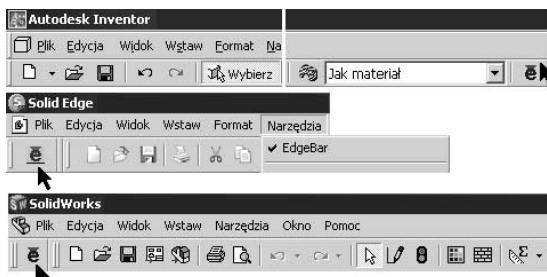 Autodesk Inventor
Plik Edycja Widok Wstaw Format Na
Wybierz Jak materiał ë
Solid Edge
Plik Edycja Widok Wstaw Format Narzędzia
ë EdgeBar
SolidWorks
Plik Edycja Widok Wstaw Narzędzia Okno Pomoc
ë